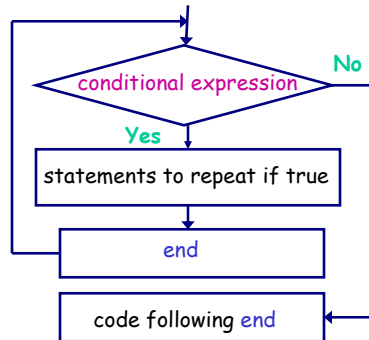 No
conditional expression
Yes
statements to repeat if true
end
code following end